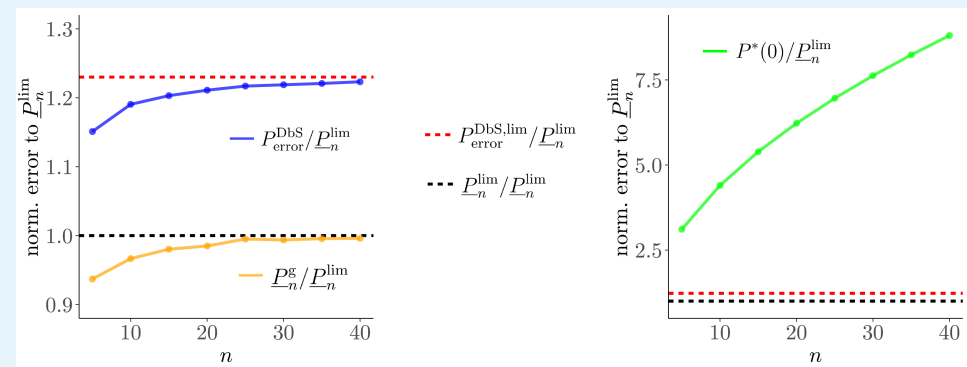 norm. error to P_n^lim
1.3
1.2
1.1
1.0
0.9
P_error^DbS/P_n^lim
P_n^g/P_n^lim
10
20
30
40
n
P_error^DbS,lim/P_n^lim
P_n^lim/P_n^lim
norm. error to P_n^lim
7.5
5.0
2.5
P*(0)/P_n^lim
10
20
30
40
n